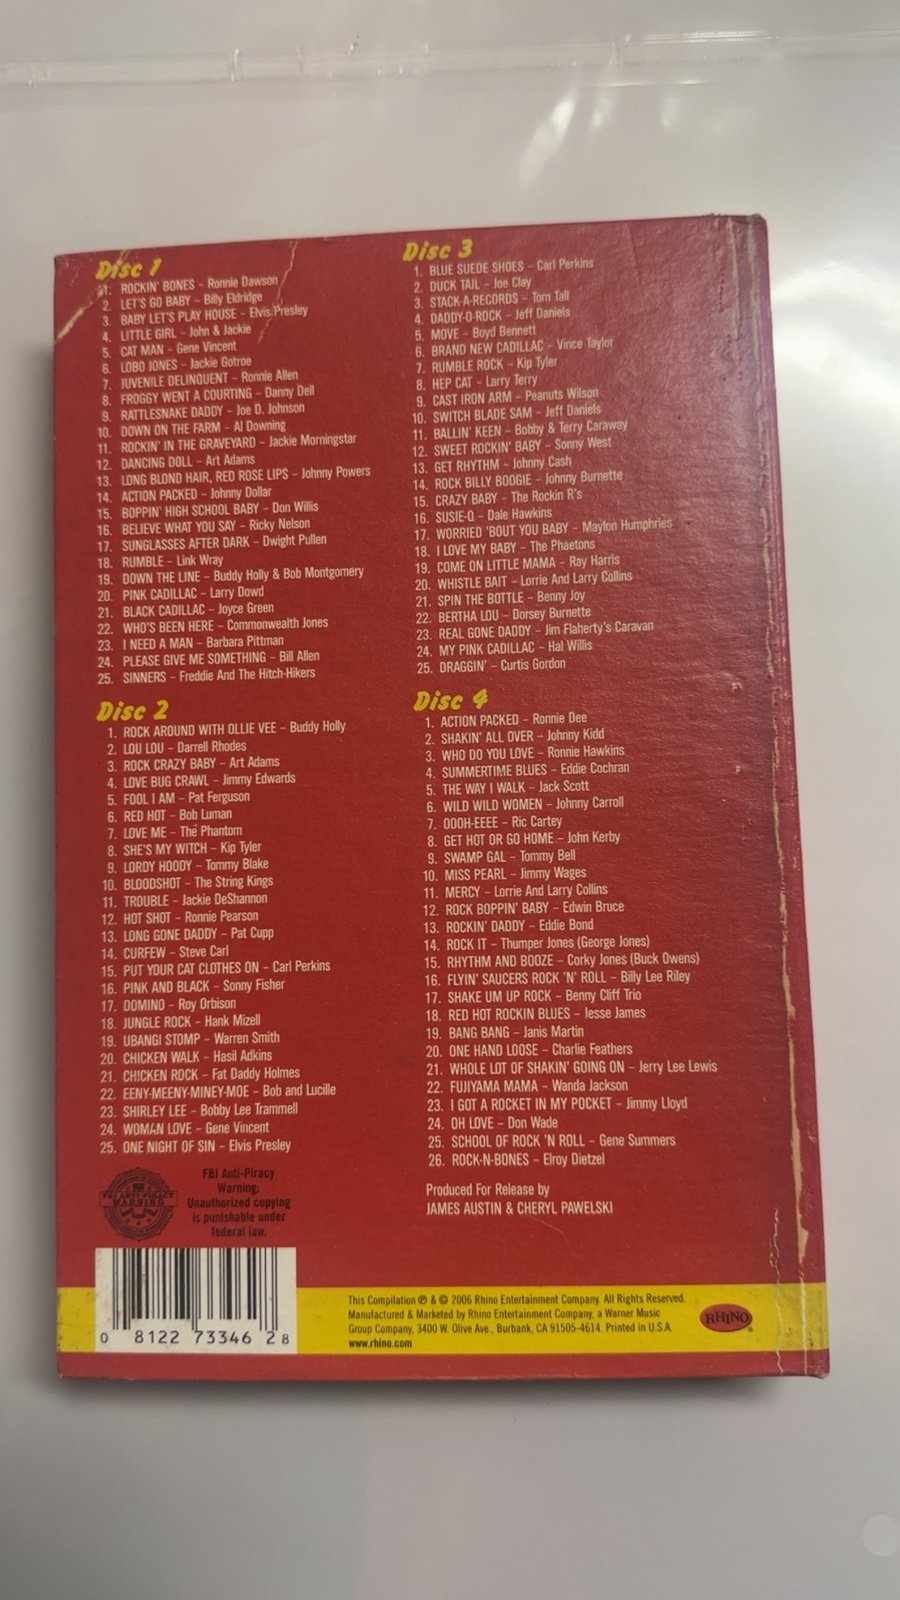 Disc 1
1. ROCKIN' BONES – Ronnie Dawson
2. LET'S GO BABY – Billy Eldridge
3. BABY LET'S PLAY HOUSE – Elvis Presley
4. LITTLE GIRL – John & Jackie
5. CAT MAN – Gene Vincent
6. LOBO JONES – Jackie Gotroe
7. JUVENILE DELINQUENT – Ronnie Allen
8. FROGGY WENT A COURTING – Danny Dell
9. RATTLESNAKE DADDY – Joe D. Johnson
10. DOWN ON THE FARM – Al Downing
11. ROCKIN' IN THE GRAVEYARD – Jackie Morningstar
12. DANCING DOLL – Art Adams
13. LONG BLOND HAIR, RED ROSE LIPS – Johnny Powers
14. ACTION PACKED – Johnny Dollar
15. BOPPIN' HIGH SCHOOL BABY – Don Willis
16. BELIEVE WHAT YOU SAY – Ricky Nelson
17. SUNGLASSES AFTER DARK – Dwight Pullen
18. RUMBLE – Link Wray
19. DOWN THE LINE – Buddy Holly & Bob Montgomery
20. PINK CADILLAC – Larry Dowd
21. BLACK CADILLAC – Joyce Green
22. WHO'S BEEN HERE – Commonwealth Jones
23. I NEED A MAN – Barbara Pittman
24. PLEASE GIVE ME SOMETHING – Bill Allen
25. SINNERS – Freddie And The Hitch-Hikers
Disc 2
1. ROCK AROUND WITH OLLIE VEE – Buddy Holly
2. LOU LOU – Darrell Rhodes
3. ROCK CRAZY BABY – Art Adams
4. LOVE BUG CRAWL – Jimmy Edwards
5. FOOL I AM – Pat Ferguson
6. RED HOT – Bob Luman
7. LOVE ME – The Phantom
8. SHE'S MY WITCH – Kip Tyler
9. LORDY HOODY – Tommy Blake
10. BLOODSHOT – The String Kings
11. TROUBLE – Jackie DeShannon
12. HOT SHOT – Ronnie Pearson
13. LONG GONE DADDY – Pat Cupp
14. CURFEW – Steve Carl
15. PUT YOUR CAT CLOTHES ON – Carl Perkins
16. PINK AND BLACK – Sonny Fisher
17. DOMINO – Roy Orbison
18. JUNGLE ROCK – Hank Mizell
19. UBANGI STOMP – Warren Smith
20. CHICKEN WALK – Hasil Adkins
21. CHICKEN ROCK – Fat Daddy Holmes
22. EENY-MEENY-MINEY-MOE – Bob and Lucille
23. SHIRLEY LEE – Bobby Lee Trammell
24. WOMAN LOVE – Gene Vincent
25. ONE NIGHT OF SIN – Elvis Presley
Disc 3
1. BLUE SUEDE SHOES – Carl Perkins
2. DUCK TAIL – Joe Clay
3. STACK-A-RECORDS – Tom Tall
4. DADDY-O-ROCK – Jeff Daniels
5. MOVE – Boyd Bennett
6. BRAND NEW CADILLAC – Vince Taylor
7. RUMBLE ROCK – Kip Tyler
8. HEP CAT – Larry Terry
9. CAST IRON ARM – Peanuts Wilson
10. SWITCH BLADE SAM – Jeff Daniels
11. BALLIN' KEEN – Bobby & Terry Caraway
12. SWEET ROCKIN' BABY – Sonny West
13. GET RHYTHM – Johnny Cash
14. ROCK BILLY BOOGIE – Johnny Burnette
15. CRAZY BABY – The Rockin R's
16. SUSIE-Q – Dale Hawkins
17. WORRIED 'BOUT YOU BABY – Maylon Humphries
18. I LOVE MY BABY – The Phaetons
19. COME ON LITTLE MAMA – Ray Harris
20. WHISTLE BAIT – Lorrie And Larry Collins
21. SPIN THE BOTTLE – Benny Joy
22. BERTHA LOU – Dorsey Burnette
23. REAL GONE DADDY – Jim Flaherty's Caravan
24. MY PINK CADILLAC – Hal Willis
25. DRAGGIN' – Curtis Gordon
Disc 4
1. ACTION PACKED – Ronnie Dee
2. SHAKIN' ALL OVER – Johnny Kidd
3. WHO DO YOU LOVE – Ronnie Hawkins
4. SUMMERTIME BLUES – Eddie Cochran
5. THE WAY I WALK – Jack Scott
6. WILD WILD WOMEN – Johnny Carroll
7. OOOH-EEEE – Ric Cartey
8. GET HOT OR GO HOME – John Kerby
9. SWAMP GAL – Tommy Bell
10. MISS PEARL – Jimmy Wages
11. MERCY – Lorrie And Larry Collins
12. ROCK BOPPIN' BABY – Edwin Bruce
13. ROCKIN' DADDY – Eddie Bond
14. ROCK IT – Thumper Jones (George Jones)
15. RHYTHM AND BOOZE – Corky Jones (Buck Owens)
16. FLYIN' SAUCERS ROCK 'N' ROLL – Billy Lee Riley
17. SHAKE UM UP ROCK – Benny Cliff Trio
18. RED HOT ROCKIN BLUES – Jesse James
19. BANG BANG – Janis Martin
20. ONE HAND LOOSE – Charlie Feathers
21. WHOLE LOT OF SHAKIN' GOING ON – Jerry Lee Lewis
22. FUJIYAMA MAMA – Wanda Jackson
23. I GOT A ROCKET IN MY POCKET – Jimmy Lloyd
24. OH LOVE – Don Wade
25. SCHOOL OF ROCK 'N ROLL – Gene Summers
26. ROCK-N-BONES – Elroy Dietzel
Produced For Release by
JAMES AUSTIN & CHERYL PAWELSKI
FBI ANTI-PIRACY
WARNING
FBI Anti-Piracy
Warning:
Unauthorized copying
is punishable under
federal law.
0 8122 73346 2 8
This Compilation ℗ & © 2006 Rhino Entertainment Company. All Rights Reserved.
Manufactured & Marketed by Rhino Entertainment Company, a Warner Music
Group Company, 3400 W. Olive Ave., Burbank, CA 91505-4614. Printed in U.S.A.
www.rhino.com
RHINO